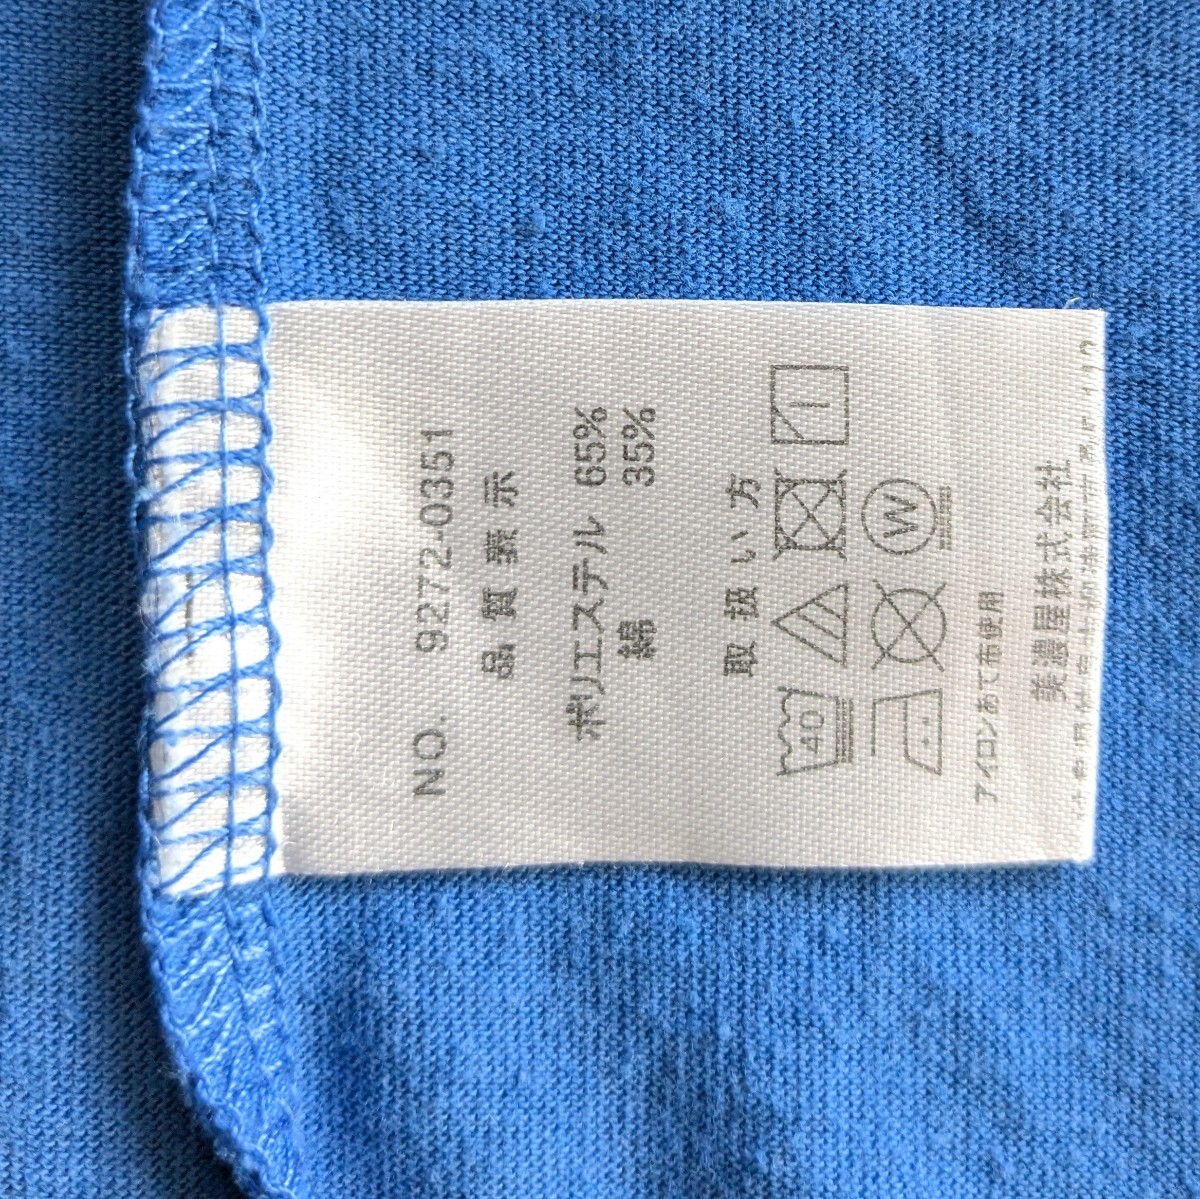 NO. 9272-0351
品質表示
ポリエステル 65%
綿 35%
取扱い方
40
W
アイロンあて布使用
美濃屋株式会社